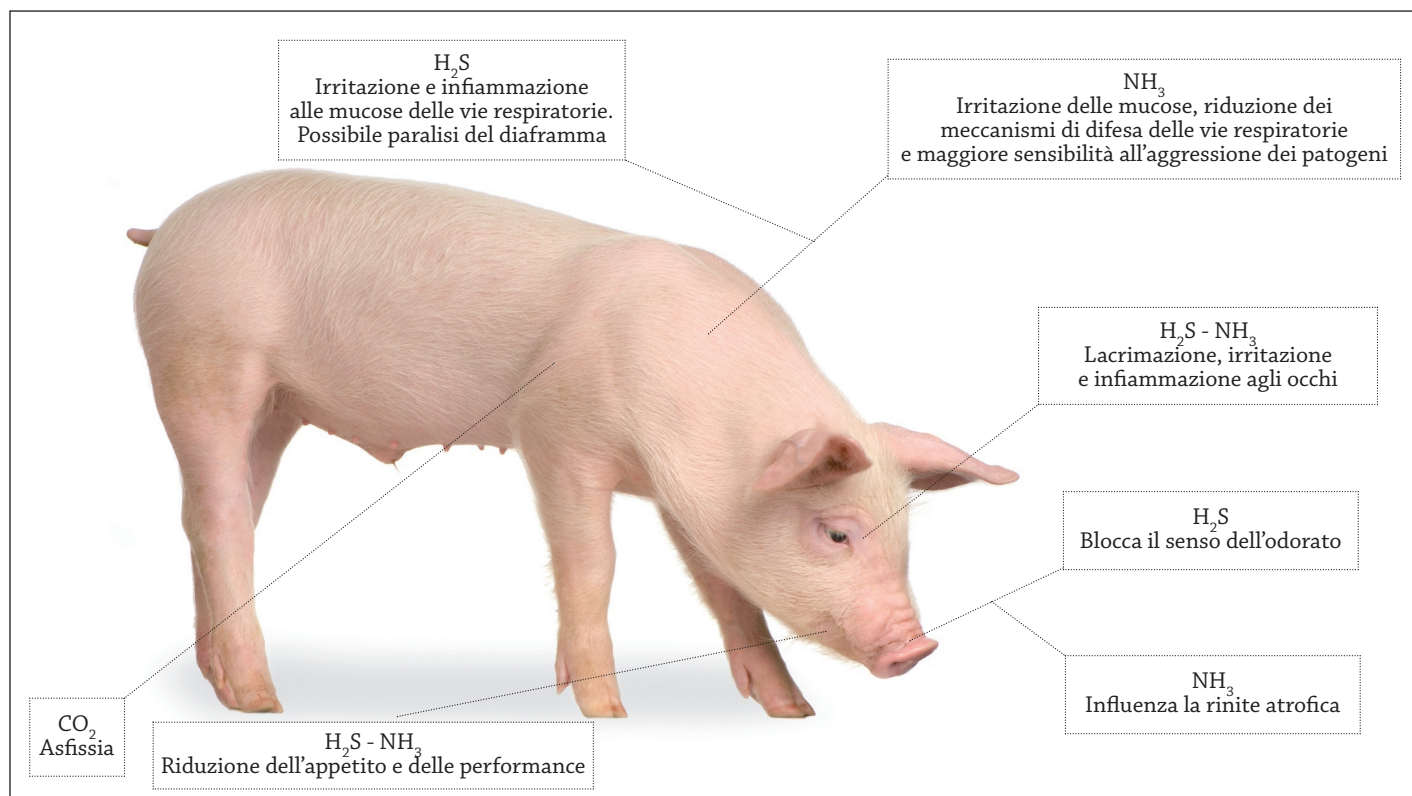 H₂S
Irritazione e infiammazione
alle mucose delle vie respiratorie.
Possibile paralisi del diaframma
NH₃
Irritazione delle mucose, riduzione dei
meccanismi di difesa delle vie respiratorie
e maggiore sensibilità all'aggressione dei patogeni
H₂S - NH₃
Lacrimazione, irritazione
e infiammazione agli occhi
H₂S
Blocca il senso dell'odorato
NH₃
Influenza la rinite atrofica
CO₂
Asfissia
H₂S - NH₃
Riduzione dell'appetito e delle performance